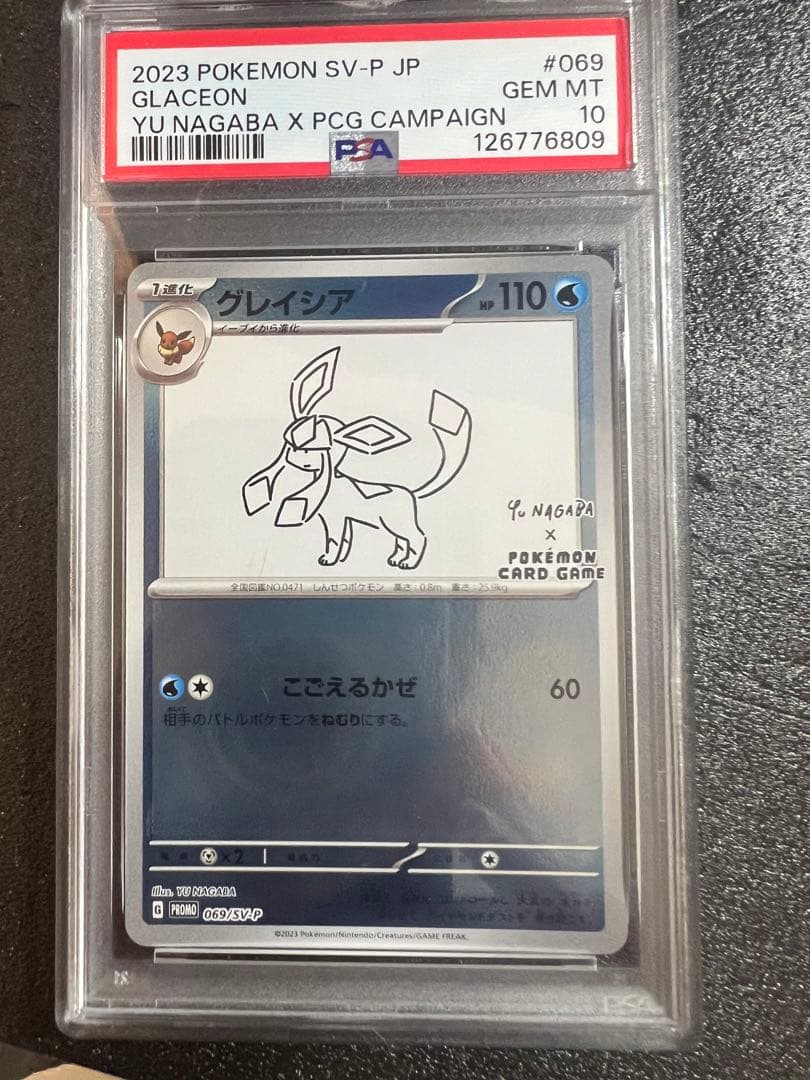 2023 POKEMON SV-P JP #069
GLACEON GEM MT
YU NAGABA X PCG CAMPAIGN 10
PSA 126776809
1進化
グレイシア HP 110
イーブイから進化
Yu NAGABA
×
POKÉMON
CARD GAME
全国図鑑NO.0471 しんせつポケモン 高さ:0.8m 重さ:25.9kg
こごえるかぜ 60
あいて
相手のバトルポケモンをねむりにする。
×2
Illus. YU NAGABA
G PROMO 069/SV-P
©2023 Pokémon/Nintendo/Creatures/GAME FREAK.
PSA